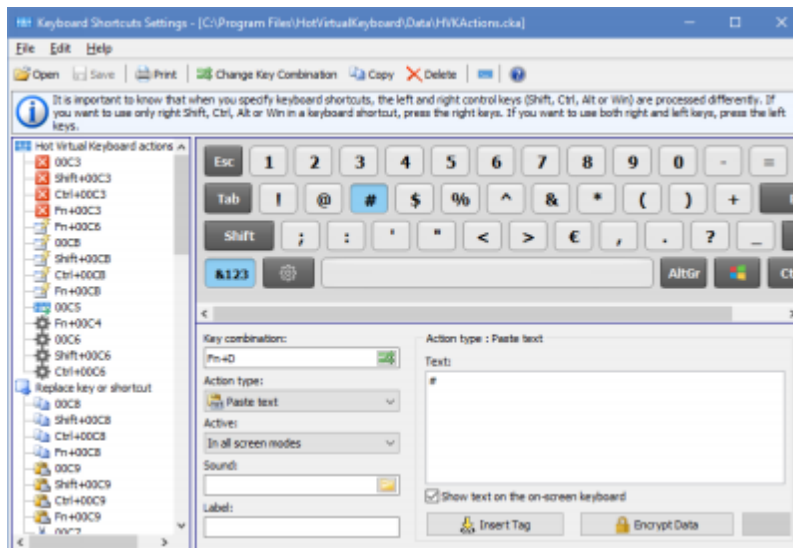 Keyboard Shortcuts Settings - [C:\Program Files\HotVirtualKeyboard\Data\HVKActions.cka]
File Edit Help
Open Save Print Change Key Combination Copy Delete
It is important to know that when you specify keyboard shortcuts, the left and right control keys (Shift, Ctrl, Alt or Win) are processed differently. If
you want to use only right Shift, Ctrl, Alt or Win in a keyboard shortcut, press the right keys. If you want to use both right and left keys, press the left
keys.
Hot Virtual Keyboard actions
00C3
Shift+00C3
Ctrl+00C3
Fn+00C3
Fn+00C6
00CB
Shift+00CB
Ctrl+00CB
Fn+00CB
00C5
Fn+00C4
00C6
Shift+00C6
Ctrl+00C6
Replace key or shortcut
00C8
Shift+00C8
Ctrl+00C8
Fn+00C8
00C9
Shift+00C9
Ctrl+00C9
Fn+00C9
00C7
Esc 1 2 3 4 5 6 7 8 9 0 - =
Tab ! @ # $ % ^ & * ( ) +
Shift ; : ' " < > € , . ? _
&123 AltGr Ct
Key combination:
Fn+D
Action type:
Paste text
Active:
In all screen modes
Sound:
Label:
Action type : Paste text
Text:
#
Show text on the on-screen keyboard
Insert Tag Encrypt Data